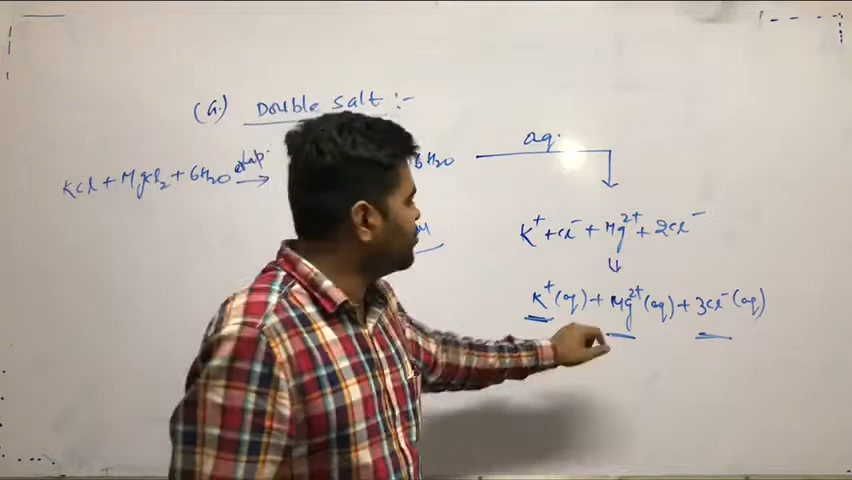 (a.) Double Salt :-
KCl + MgCl2 + 6H2O evap. → 6H2O aq.
K+ + Cl- + Mg2+ + 2Cl-
↓
K+(aq) + Mg2+(aq) + 3Cl-(aq)